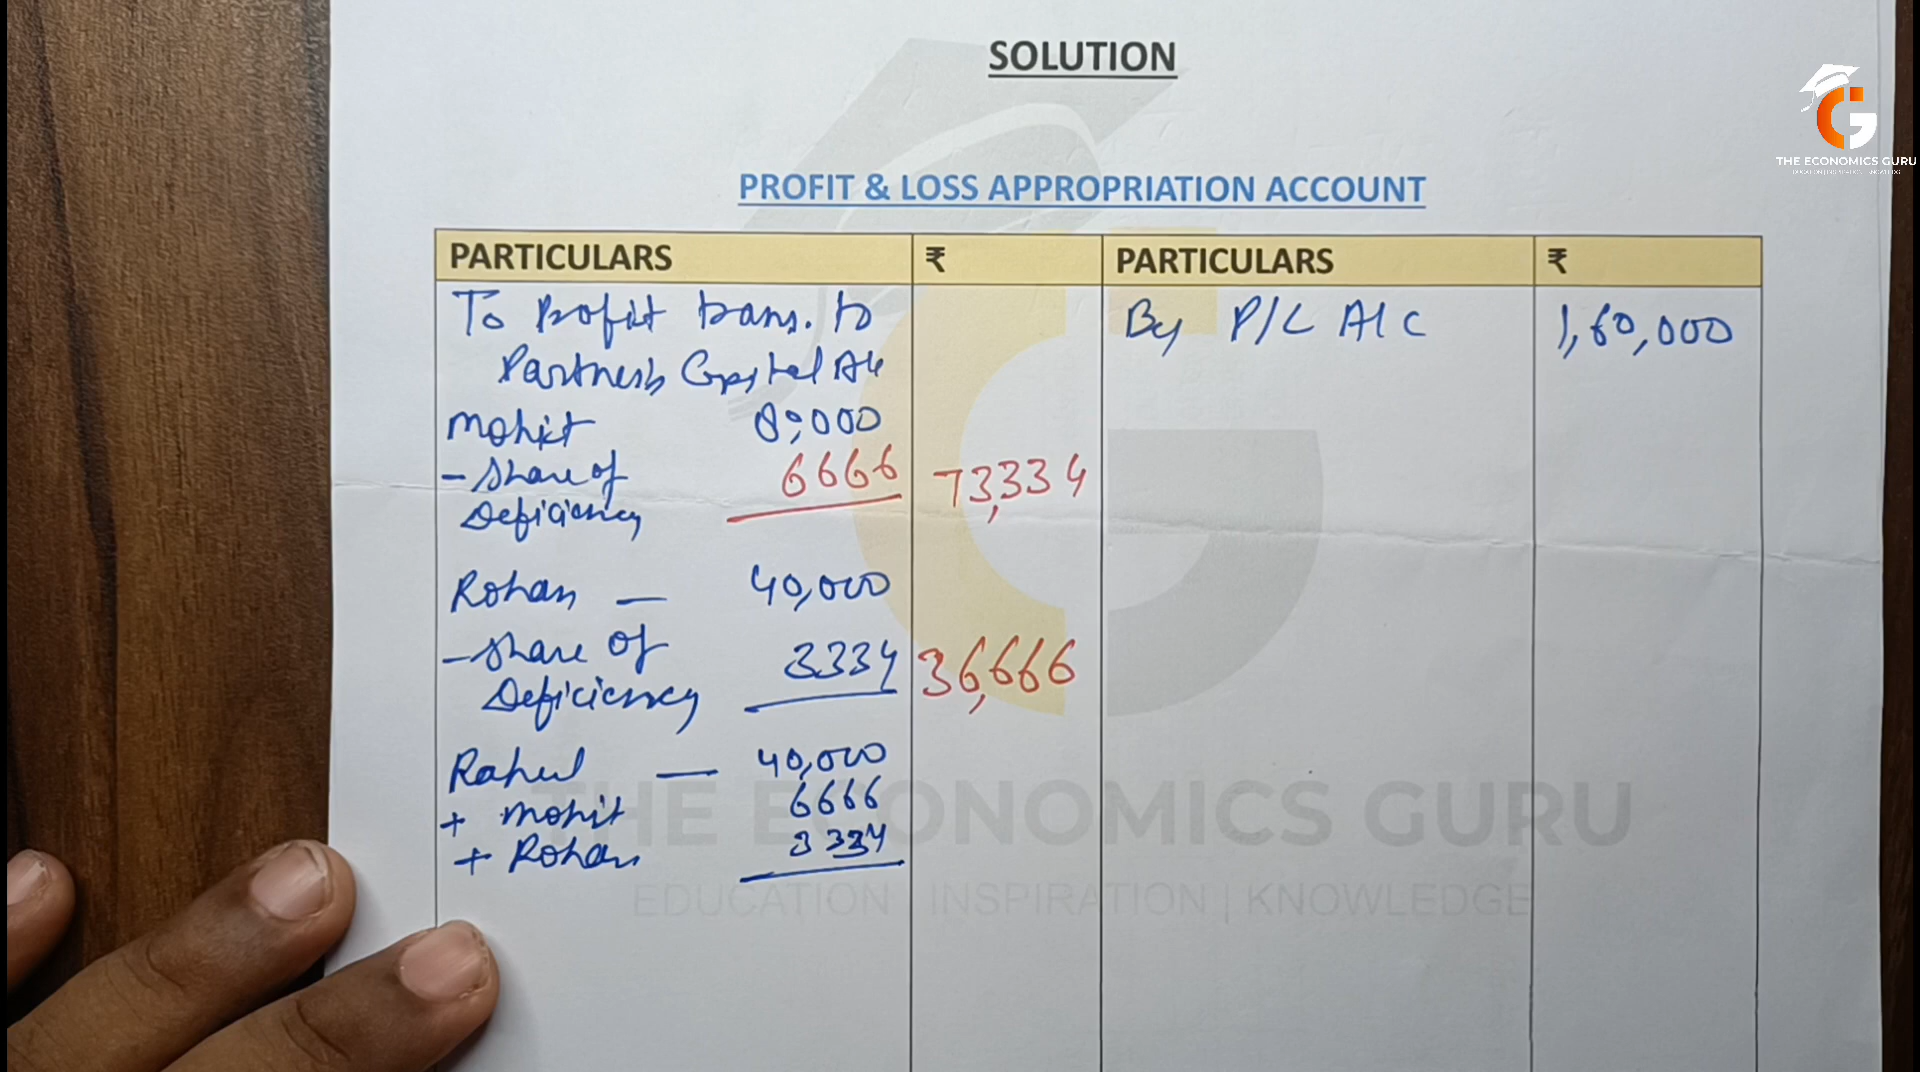 SOLUTION
THE ECONOMICS GURU
PROFIT & LOSS APPROPRIATION ACCOUNT
PARTICULARS ₹ PARTICULARS ₹
To Profit trans. to By P/L A/C 1,60,000
Partners Capital A/c
Mohit 80,000
- Share of 6666 73,334
Deficiency
Rohan — 40,000
- Share of 3334 36,666
Deficiency
Rahul — 40,000
+ Mohit 6666
+ Rohan 3334
THE ECONOMICS GURU
EDUCATION | INSPIRATION | KNOWLEDGE